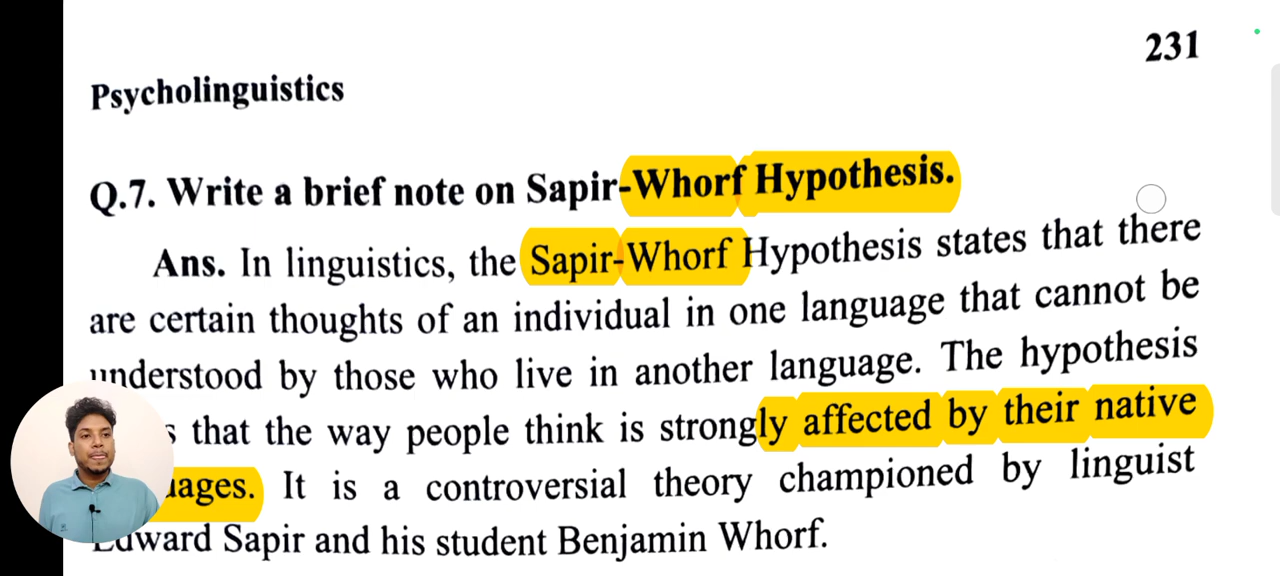 231
Psycholinguistics
Q.7. Write a brief note on Sapir-Whorf Hypothesis.
Ans. In linguistics, the Sapir-Whorf Hypothesis states that there
are certain thoughts of an individual in one language that cannot be
understood by those who live in another language. The hypothesis
that the way people think is strongly affected by their native
It is a controversial theory championed by linguist
Edward Sapir and his student Benjamin Whorf.